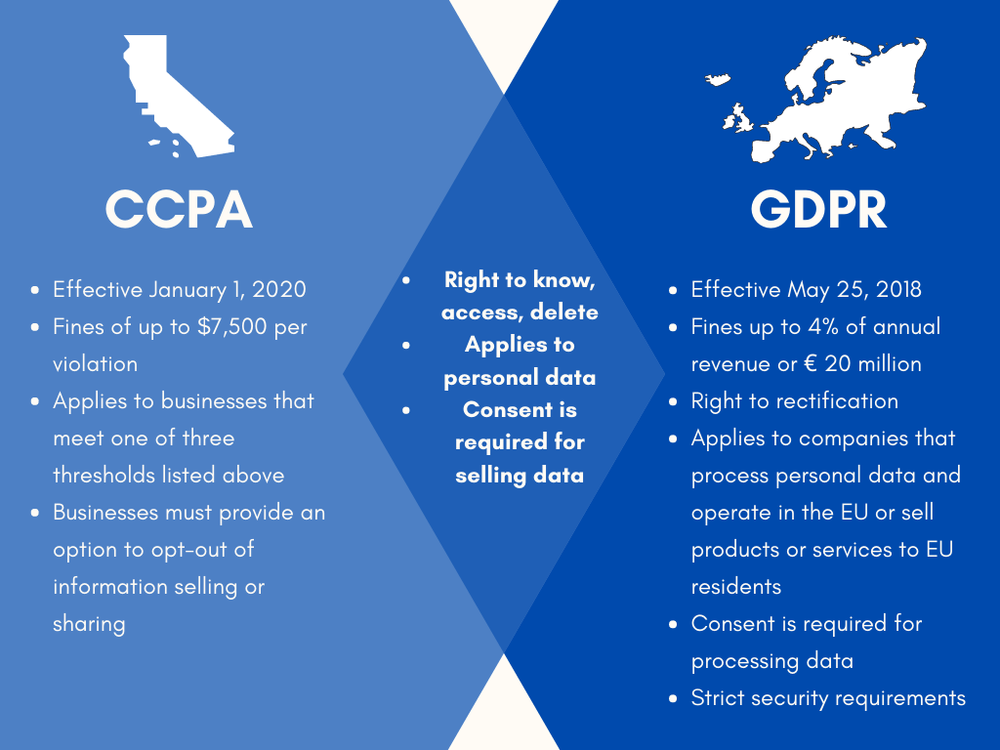 CCPA
• Effective January 1, 2020
• Fines of up to $7,500 per
violation
• Applies to businesses that
meet one of three
thresholds listed above
• Businesses must provide an
option to opt-out of
information selling or
sharing
• Right to know,
access, delete
• Applies to
personal data
• Consent is
required for
selling data
GDPR
• Effective May 25, 2018
• Fines up to 4% of annual
revenue or € 20 million
• Right to rectification
• Applies to companies that
process personal data and
operate in the EU or sell
products or services to EU
residents
• Consent is required for
processing data
• Strict security requirements